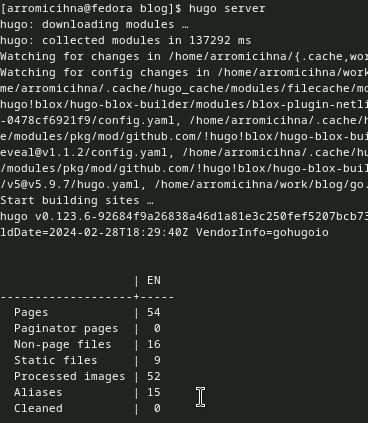 [arromicihna@fedora blog]$ hugo server
hugo: downloading modules …
hugo: collected modules in 137292 ms
Watching for changes in /home/arromicihna/{.cache,wor
Watching for config changes in /home/arromicihna/work
me/arromicihna/.cache/hugo_cache/modules/filecache/mo
hugo!blox/hugo-blox-builder/modules/blox-plugin-netli
-0478cf6921f9/config.yaml, /home/arromicihna/.cache/h
e/modules/pkg/mod/github.com/!hugo!blox/hugo-blox-bui
eveal@v1.1.2/config.yaml, /home/arromicihna/.cache/hu
/modules/pkg/mod/github.com/!hugo!blox/hugo-blox-buil
/v5@v5.9.7/hugo.yaml, /home/arromicihna/work/blog/go.
Start building sites …
hugo v0.123.6-92684f9a26838a46d1a81e3c250fef5207bcb73
ldDate=2024-02-28T18:29:40Z VendorInfo=gohugoio
| EN
-------------------+-----
Pages | 54
Paginator pages | 0
Non-page files | 16
Static files | 9
Processed images | 52
Aliases | 15
Cleaned | 0